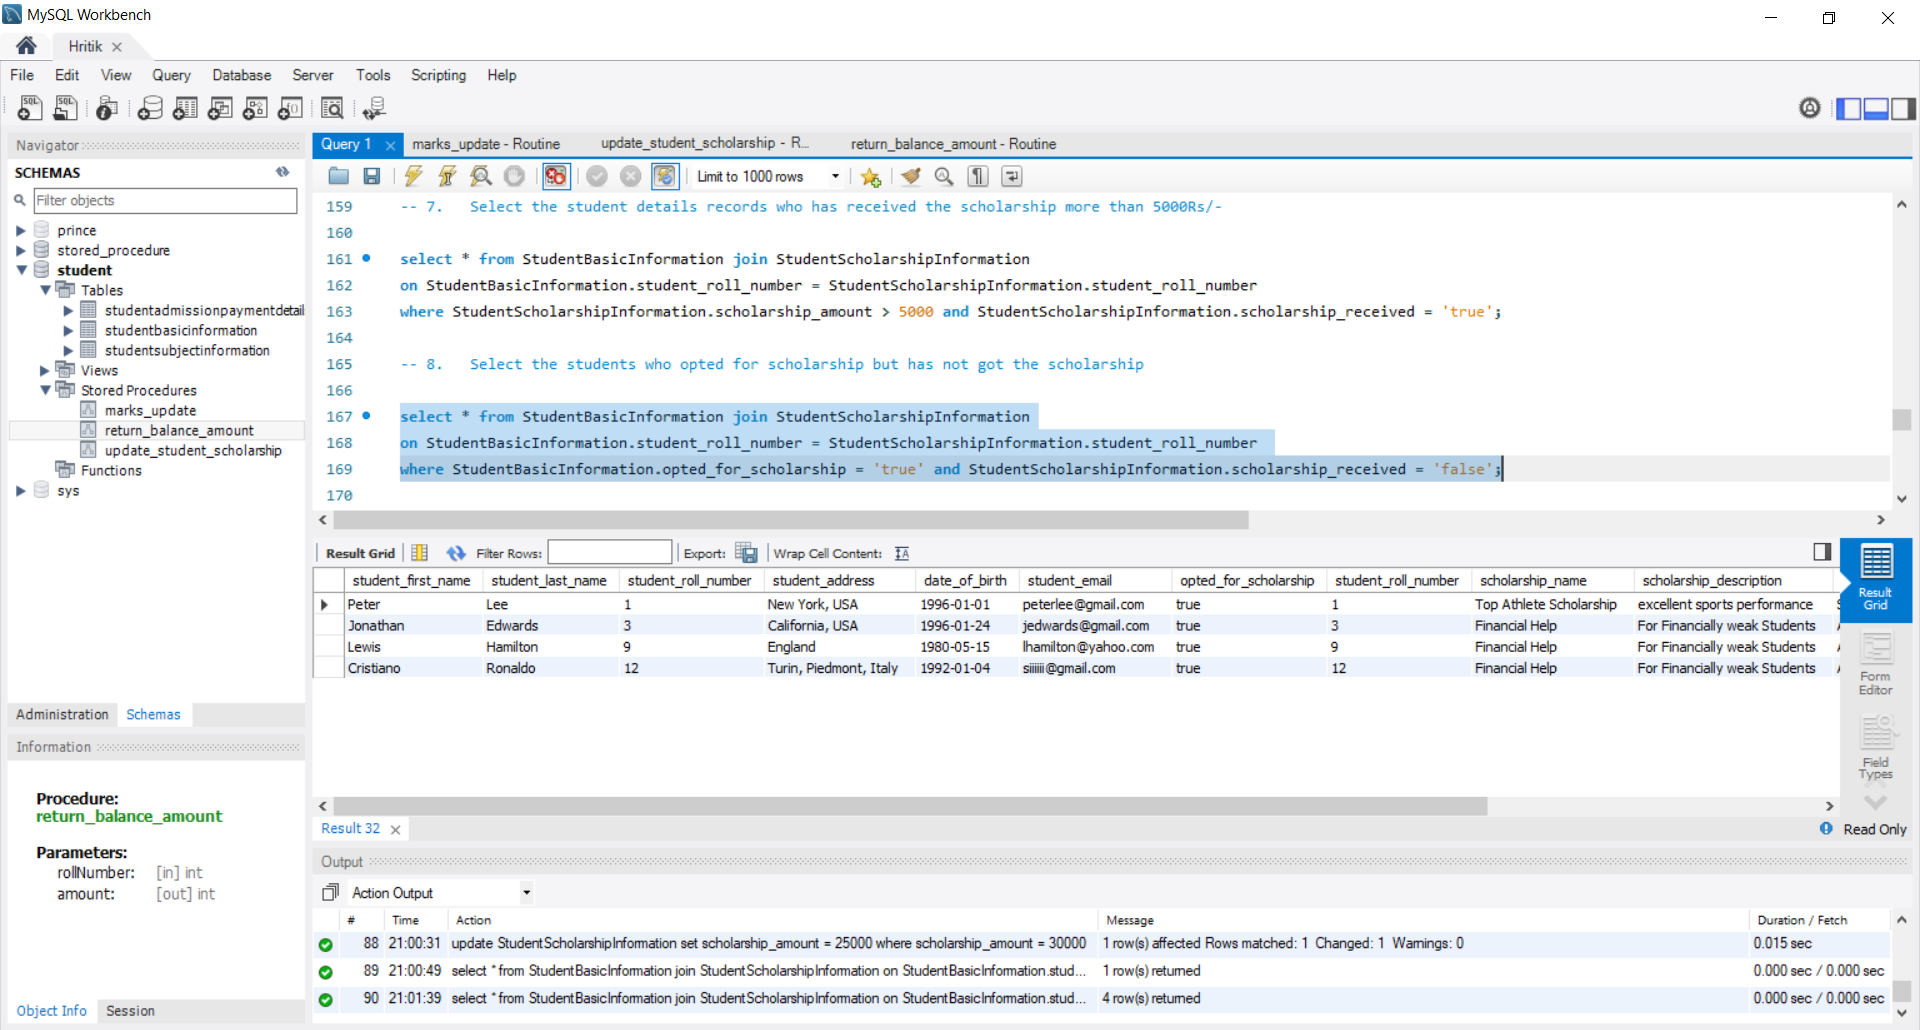 MySQL Workbench
Hritik
File Edit View Query Database Server Tools Scripting Help
Navigator
SCHEMAS
Filter objects
prince
stored_procedure
student
Tables
studentadmissionpaymentdetail
studentbasicinformation
studentsubjectinformation
Views
Stored Procedures
marks_update
return_balance_amount
update_student_scholarship
Functions
sys
Administration Schemas
Information
Procedure:
return_balance_amount
Parameters:
rollNumber: [in] int
amount: [out] int
Object Info Session
Query 1 marks_update - Routine update_student_scholarship - R... return_balance_amount - Routine
Limit to 1000 rows
159 -- 7. Select the student details records who has received the scholarship more than 5000Rs/-
160
161 select * from StudentBasicInformation join StudentScholarshipInformation
162 on StudentBasicInformation.student_roll_number = StudentScholarshipInformation.student_roll_number
163 where StudentScholarshipInformation.scholarship_amount > 5000 and StudentScholarshipInformation.scholarship_received = 'true';
164
165 -- 8. Select the students who opted for scholarship but has not got the scholarship
166
167 select * from StudentBasicInformation join StudentScholarshipInformation
168 on StudentBasicInformation.student_roll_number = StudentScholarshipInformation.student_roll_number
169 where StudentBasicInformation.opted_for_scholarship = 'true' and StudentScholarshipInformation.scholarship_received = 'false';
170
Result Grid Filter Rows: Export: Wrap Cell Content:
student_first_name student_last_name student_roll_number student_address date_of_birth student_email opted_for_scholarship student_roll_number scholarship_name scholarship_description
Peter Lee 1 New York, USA 1996-01-01 peterlee@gmail.com true 1 Top Athlete Scholarship excellent sports performance
Jonathan Edwards 3 California, USA 1996-01-24 jedwards@gmail.com true 3 Financial Help For Financially weak Students
Lewis Hamilton 9 England 1980-05-15 lhamilton@yahoo.com true 9 Financial Help For Financially weak Students
Cristiano Ronaldo 12 Turin, Piedmont, Italy 1992-01-04 siiiiii@gmail.com true 12 Financial Help For Financially weak Students
Result
Grid
Form
Editor
Field
Types
Result 32
Read Only
Output
Action Output
# Time Action Message Duration / Fetch
88 21:00:31 update StudentScholarshipInformation set scholarship_amount = 25000 where scholarship_amount = 30000 1 row(s) affected Rows matched: 1 Changed: 1 Warnings: 0 0.015 sec
89 21:00:49 select * from StudentBasicInformation join StudentScholarshipInformation on StudentBasicInformation.stud... 1 row(s) returned 0.000 sec / 0.000 sec
90 21:01:39 select * from StudentBasicInformation join StudentScholarshipInformation on StudentBasicInformation.stud... 4 row(s) returned 0.000 sec / 0.000 sec